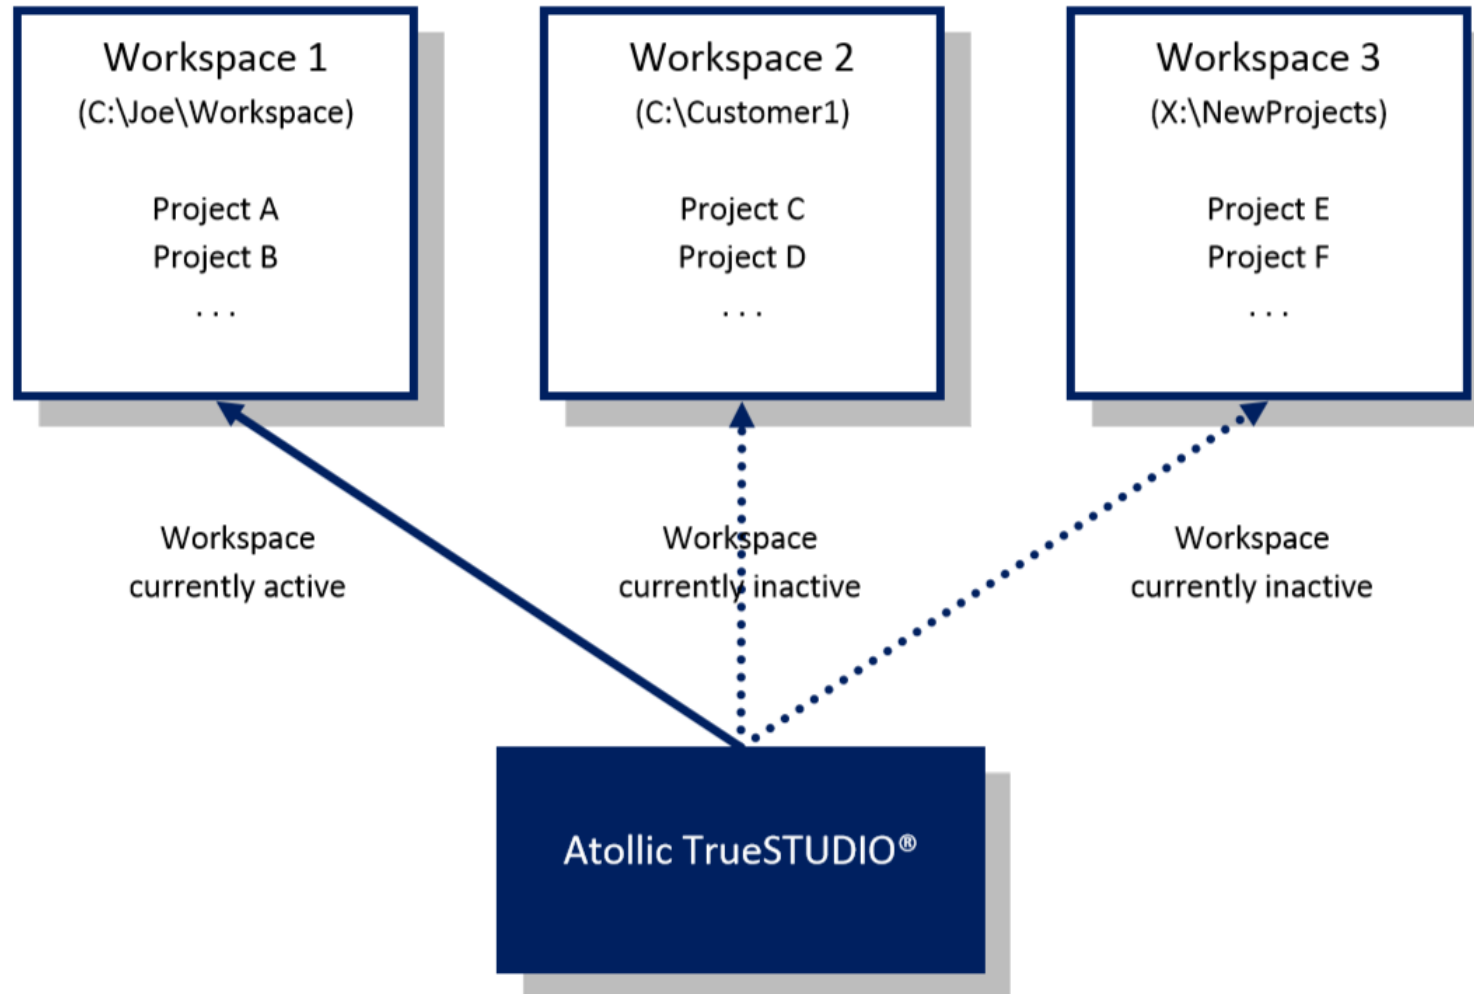 Workspace 1
(C:\Joe\Workspace)
Project A
Project B
. . .
Workspace 2
(C:\Customer1)
Project C
Project D
. . .
Workspace 3
(X:\NewProjects)
Project E
Project F
. . .
Workspace
currently active
Workspace
currently inactive
Workspace
currently inactive
Atollic TrueSTUDIO®